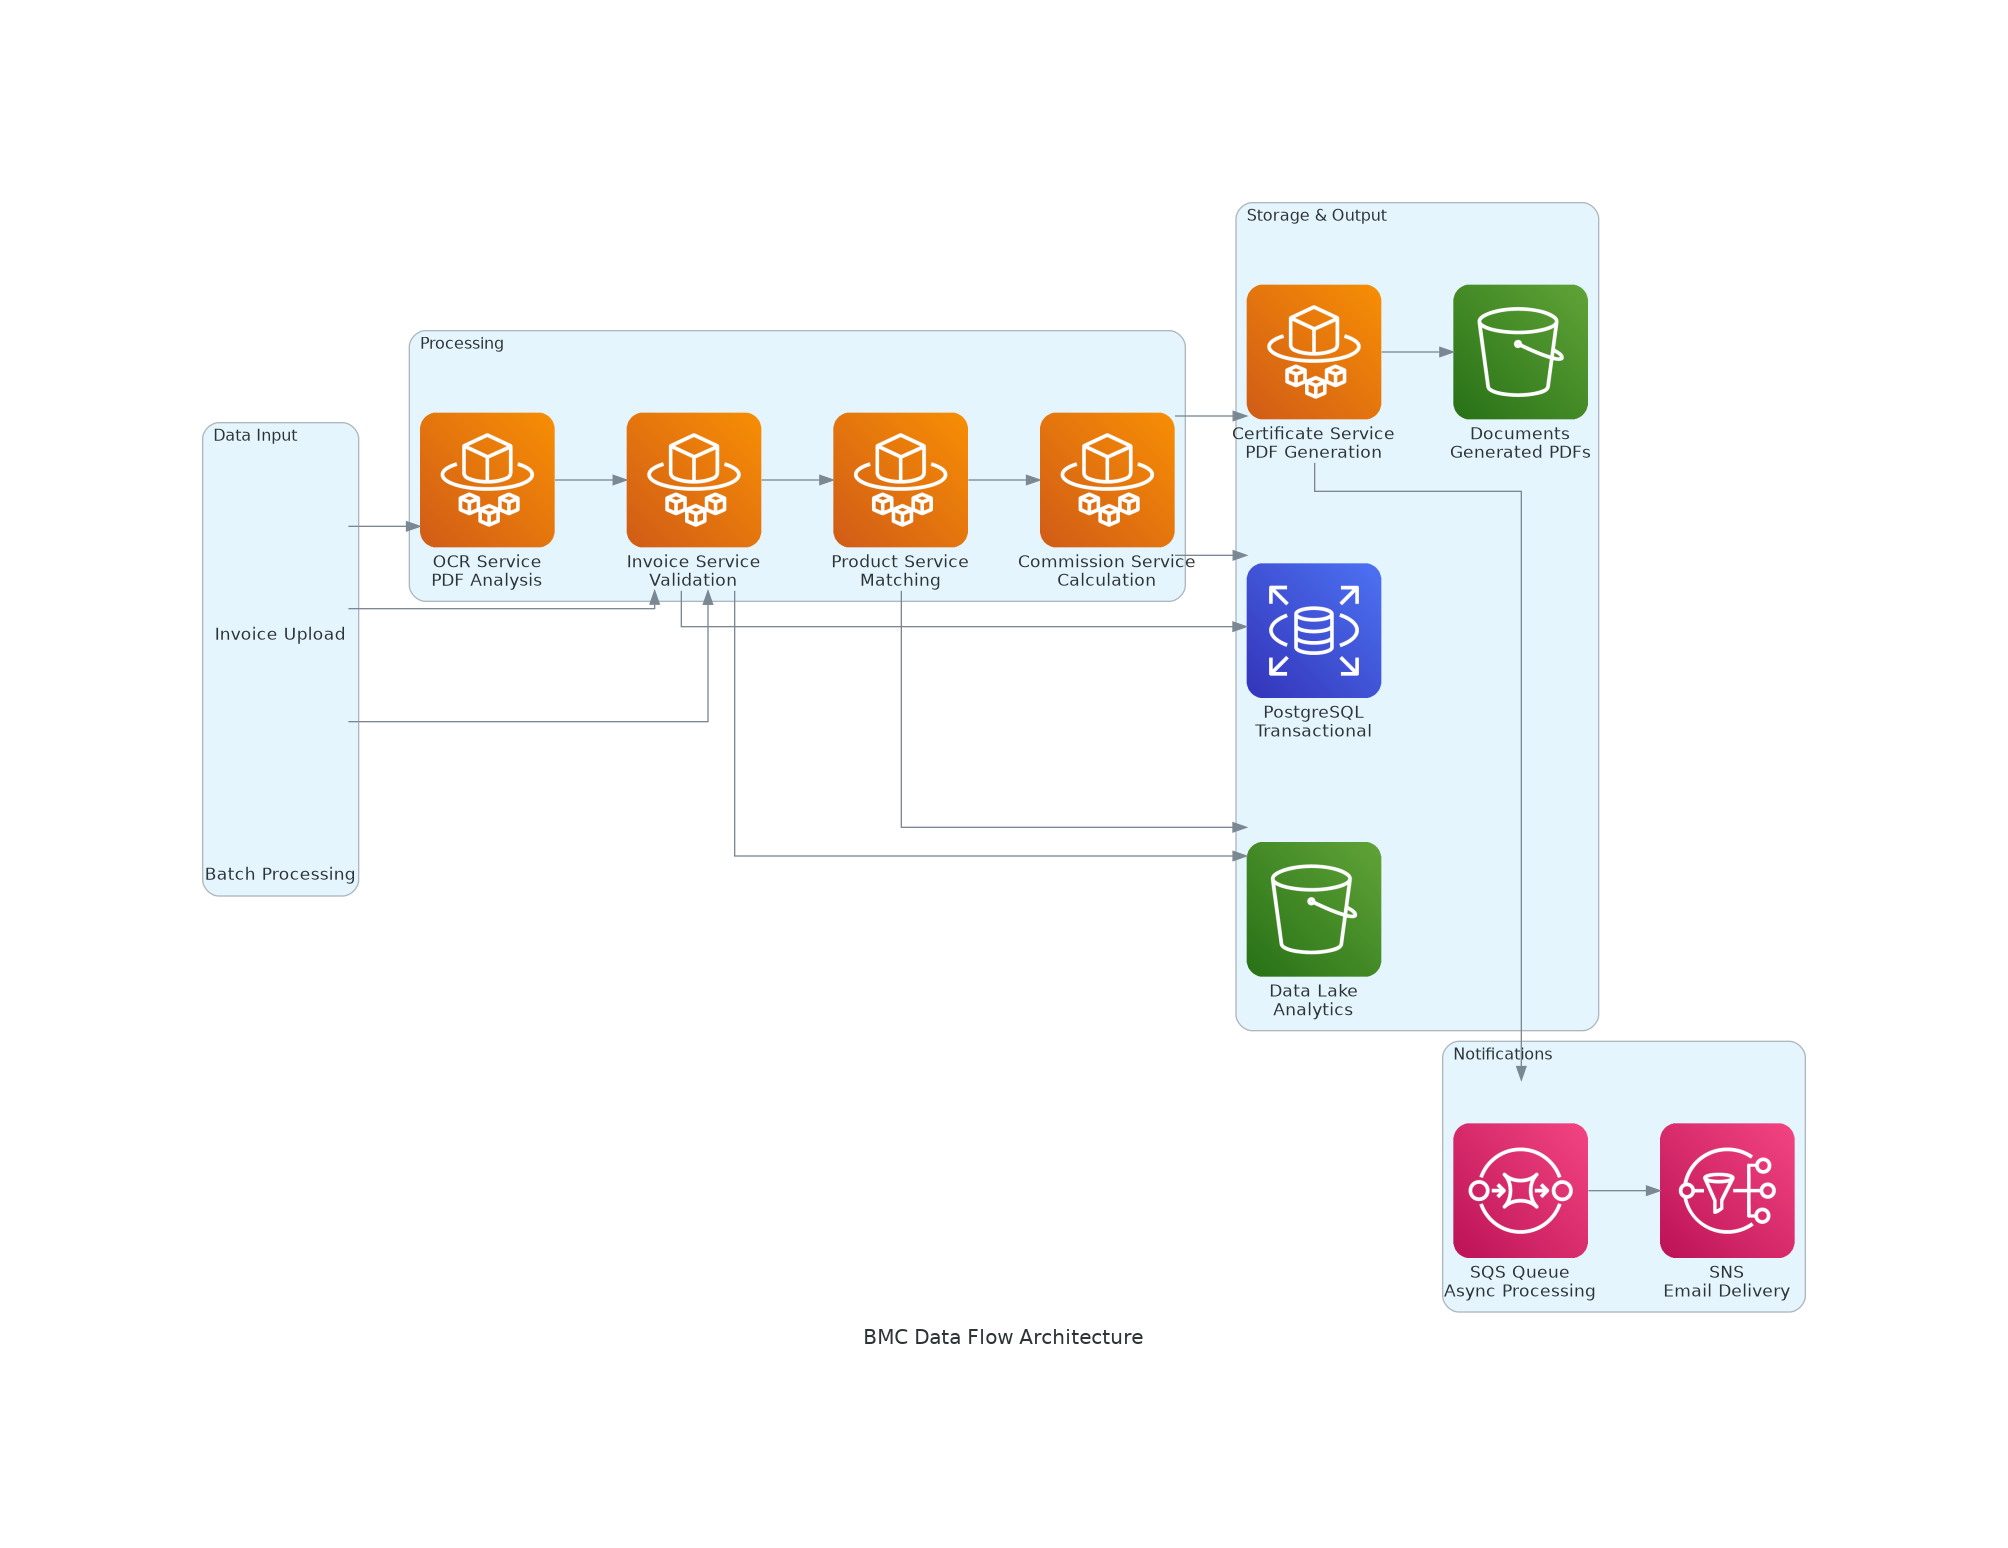 Storage & Output
Processing
Data Input
Certificate Service
PDF Generation
Documents
Generated PDFs
OCR Service
PDF Analysis
Invoice Service
Validation
Product Service
Matching
Commission Service
Calculation
Invoice Upload
PostgreSQL
Transactional
Batch Processing
Data Lake
Analytics
Notifications
SQS Queue
Async Processing
SNS
Email Delivery
BMC Data Flow Architecture